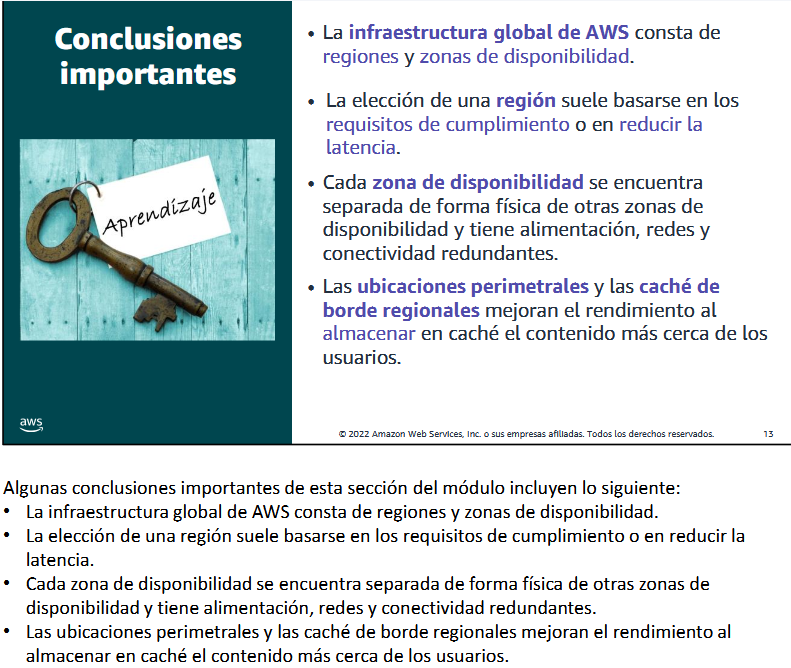 Conclusiones
importantes
Aprendizaje
aws
• La infraestructura global de AWS consta de
regiones y zonas de disponibilidad.
• La elección de una región suele basarse en los
requisitos de cumplimiento o en reducir la
latencia.
• Cada zona de disponibilidad se encuentra
separada de forma física de otras zonas de
disponibilidad y tiene alimentación, redes y
conectividad redundantes.
• Las ubicaciones perimetrales y las caché de
borde regionales mejoran el rendimiento al
almacenar en caché el contenido más cerca de los
usuarios.
© 2022 Amazon Web Services, Inc. o sus empresas afiliadas. Todos los derechos reservados. 13
Algunas conclusiones importantes de esta sección del módulo incluyen lo siguiente:
• La infraestructura global de AWS consta de regiones y zonas de disponibilidad.
• La elección de una región suele basarse en los requisitos de cumplimiento o en reducir la
latencia.
• Cada zona de disponibilidad se encuentra separada de forma física de otras zonas de
disponibilidad y tiene alimentación, redes y conectividad redundantes.
• Las ubicaciones perimetrales y las caché de borde regionales mejoran el rendimiento al
almacenar en caché el contenido más cerca de los usuarios.